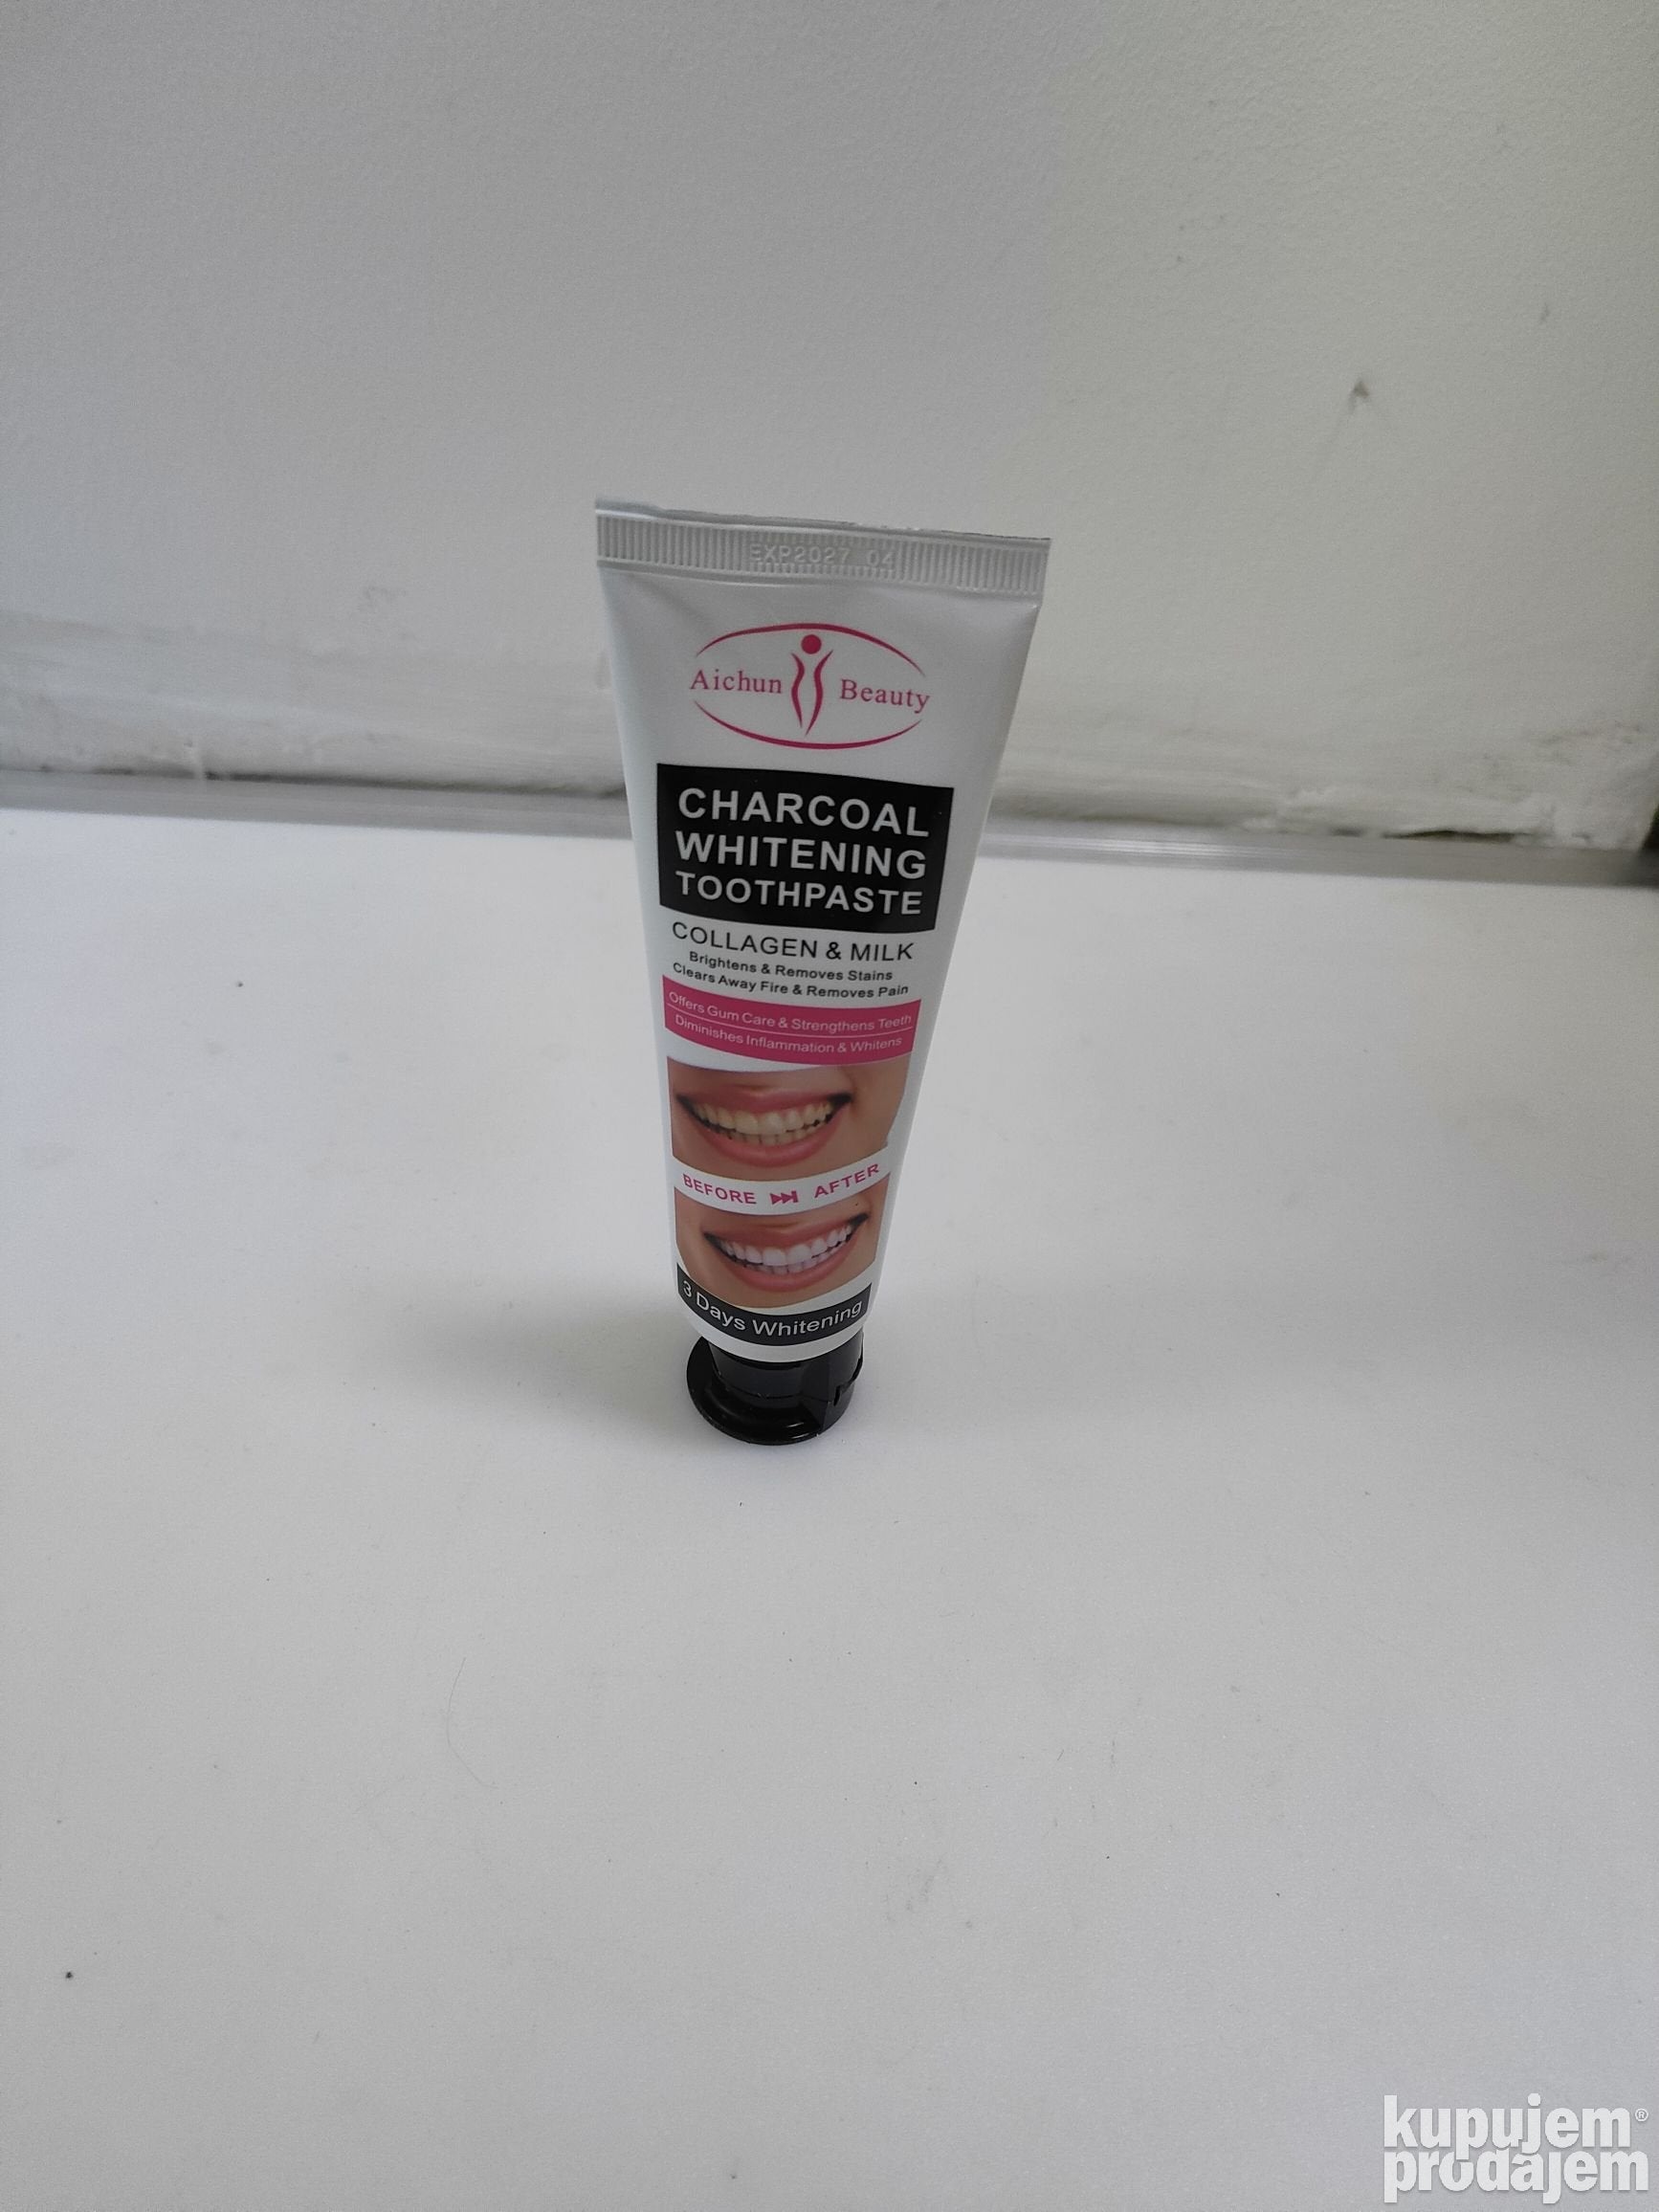 EXP2027 04
Aichun Beauty
CHARCOAL
WHITENING
TOOTHPASTE
COLLAGEN & MILK
Brightens & Removes Stains
Clears Away Fire & Removes Pain
Offers Gum Care & Strengthens Teeth
Diminishes Inflammation & Whitens
BEFORE AFTER
3 Days Whitening
kupujem®
prodajem